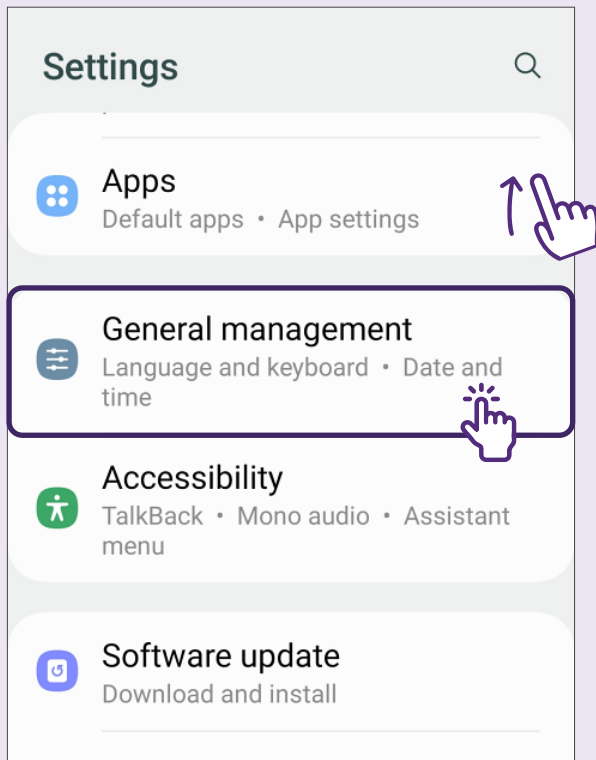 Settings
Apps
Default apps • App settings
General management
Language and keyboard • Date and
time
Accessibility
TalkBack • Mono audio • Assistant
menu
Software update
Download and install